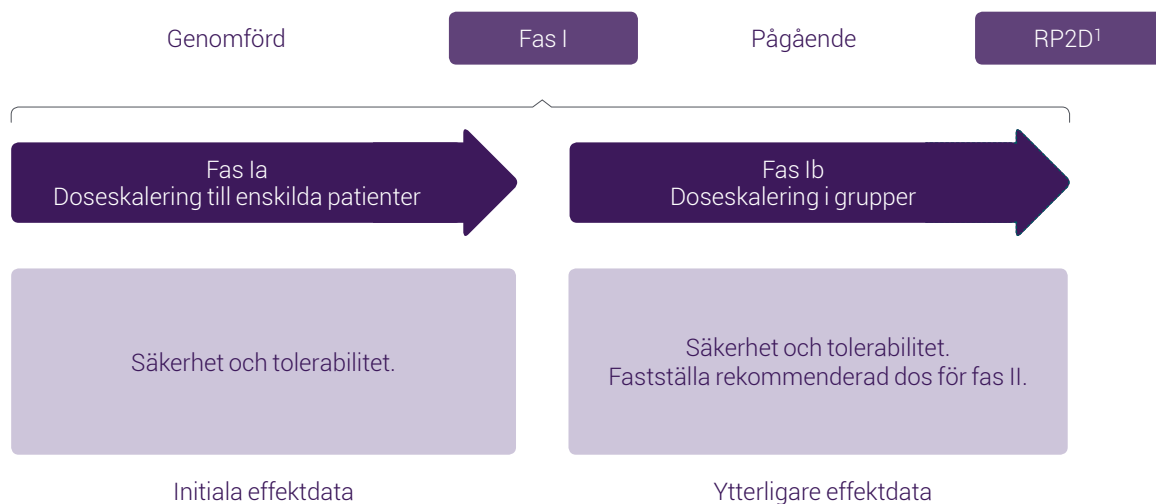 Genomförd
Fas I
Pågående
RP2D¹
Fas Ia
Doseskalering till enskilda patienter
Fas Ib
Doseskalering i grupper
Säkerhet och tolerabilitet.
Säkerhet och tolerabilitet.
Fastställa rekommenderad dos för fas II.
Initiala effektdata
Ytterligare effektdata